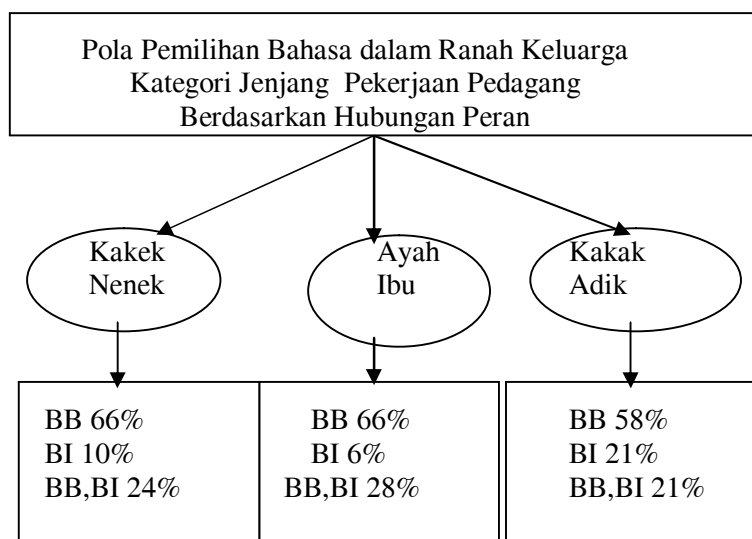 Pola Pemilihan Bahasa dalam Ranah Keluarga
Kategori Jenjang Pekerjaan Pedagang
Berdasarkan Hubungan Peran
Kakek
Nenek
Ayah
Ibu
Kakak
Adik
BB 66%
BI 10%
BB,BI 24%
BB 66%
BI 6%
BB,BI 28%
BB 58%
BI 21%
BB,BI 21%